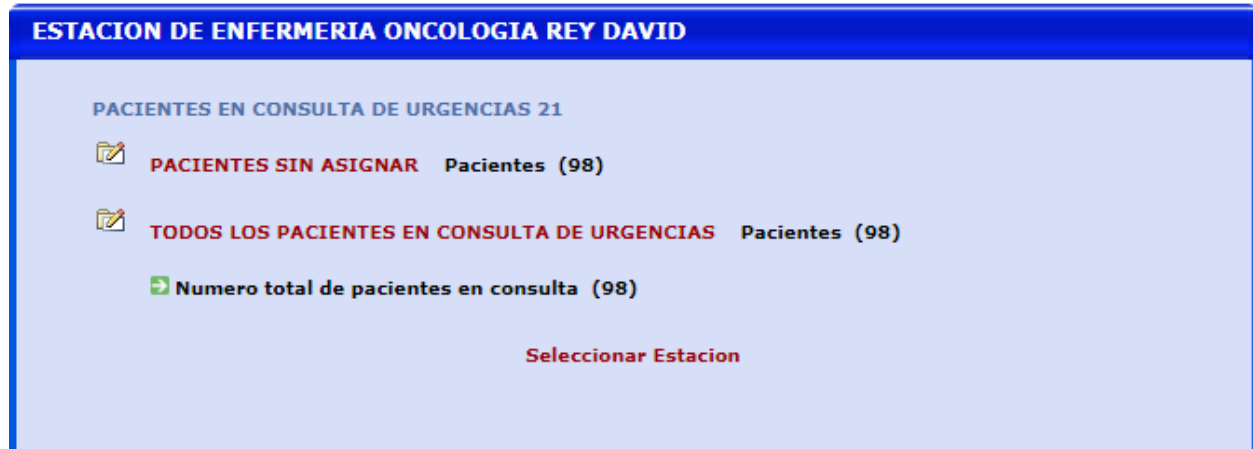 ESTACION DE ENFERMERIA ONCOLOGIA REY DAVID
PACIENTES EN CONSULTA DE URGENCIAS 21
PACIENTES SIN ASIGNAR Pacientes (98)
TODOS LOS PACIENTES EN CONSULTA DE URGENCIAS Pacientes (98)
Numero total de pacientes en consulta (98)
Seleccionar Estacion